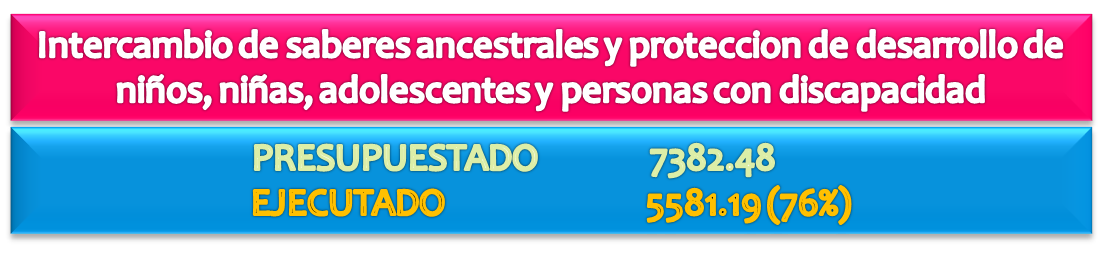 Intercambio de saberes ancestrales y proteccion de desarrollo de
niños, niñas, adolescentes y personas con discapacidad
PRESUPUESTADO 7382.48
EJECUTADO 5581.19 (76%)